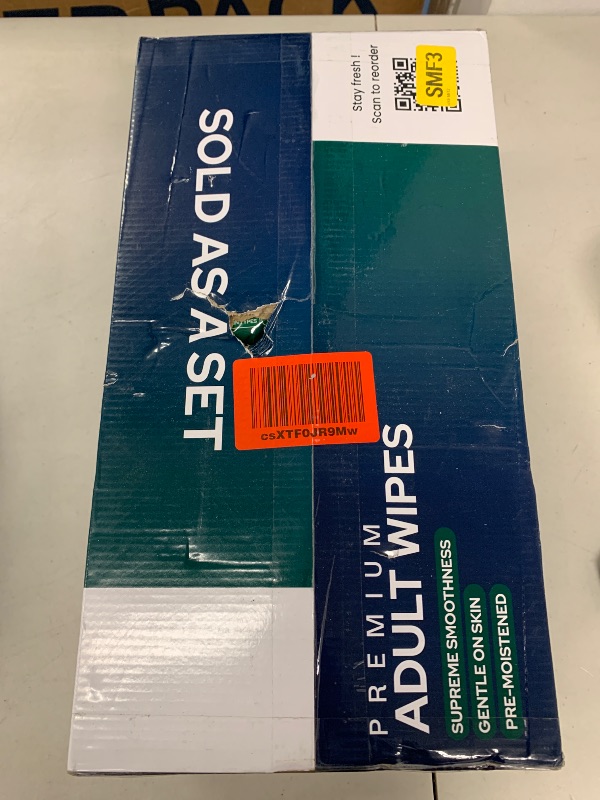 Stay fresh !
Scan to reorder
SMF3
SOLD AS A SET
csXTF0JR9Mw
PREMIUM
ADULT WIPES
SUPREME SMOOTHNESS
GENTLE ON SKIN
PRE-MOISTENED